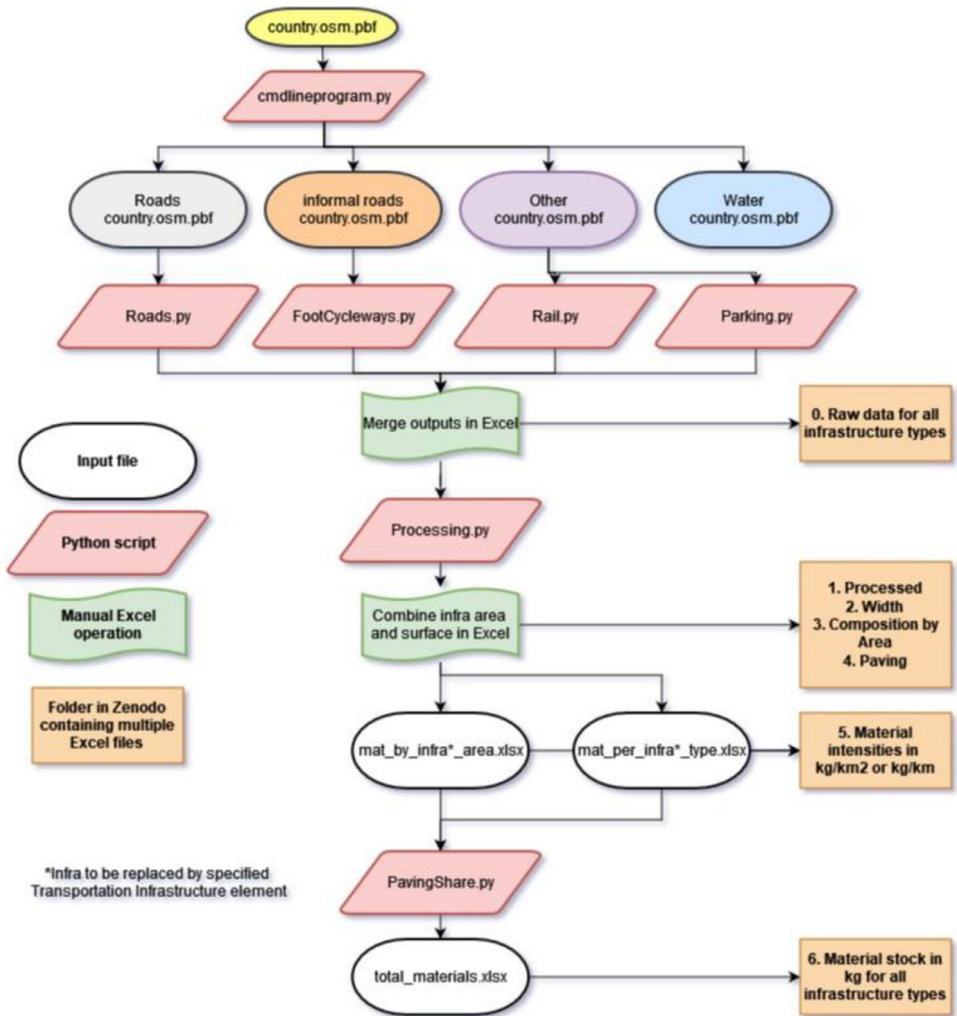 country.osm.pbf
cmdlineprogram.py
Roads
country.osm.pbf
informal roads
country.osm.pbf
Other
country.osm.pbf
Water
country.osm.pbf
Roads.py
FootCycleways.py
Rail.py
Parking.py
Merge outputs in Excel
0. Raw data for all
infrastructure types
Input file
Python script
Manual Excel
operation
Folder in Zenodo
containing multiple
Excel files
Processing.py
Combine infra area
and surface in Excel
1. Processed
2. Width
3. Composition by
Area
4. Paving
mat_by_infra*_area.xlsx
mat_per_infra*_type.xlsx
5. Material
intensities in
kg/km2 or kg/km
*Infra to be replaced by specified
Transportation Infrastructure element
PavingShare.py
total_materials.xlsx
6. Material stock in
kg for all
infrastructure types